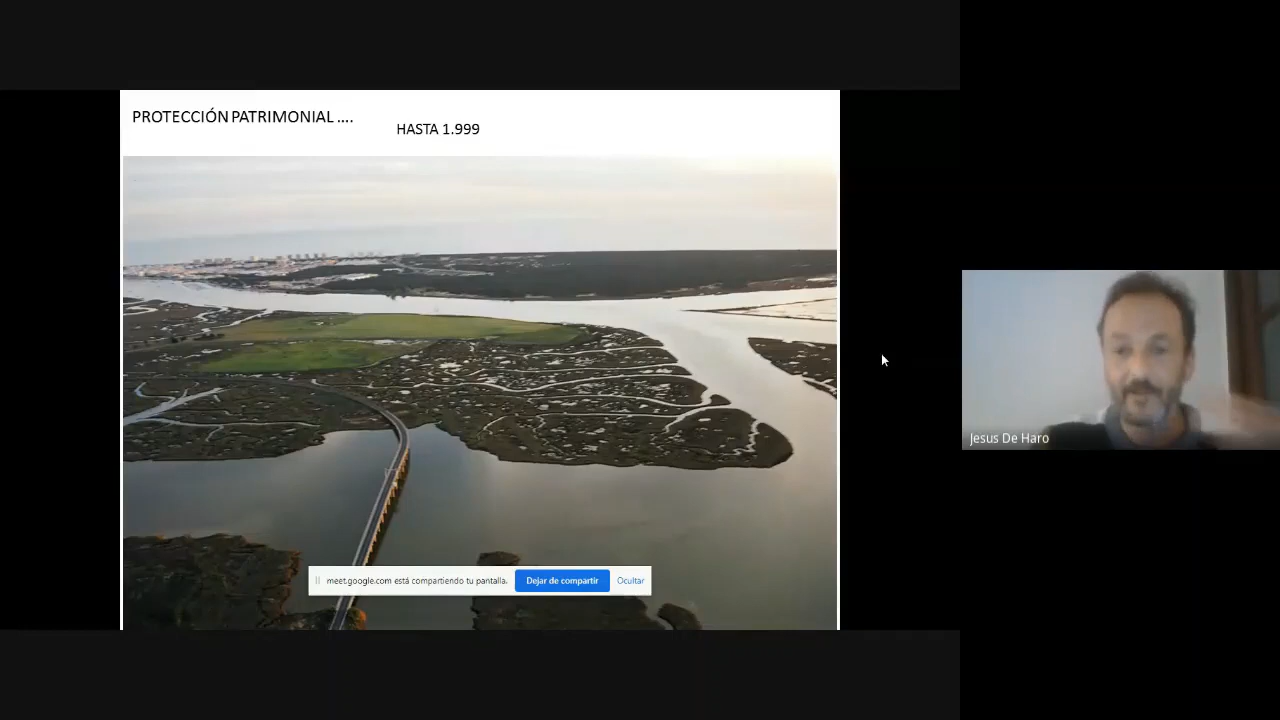 PROTECCIÓN PATRIMONIAL ....
HASTA 1.999
meet.google.com está compartiendo tu pantalla.
Dejar de compartir
Ocultar
Jesus De Haro